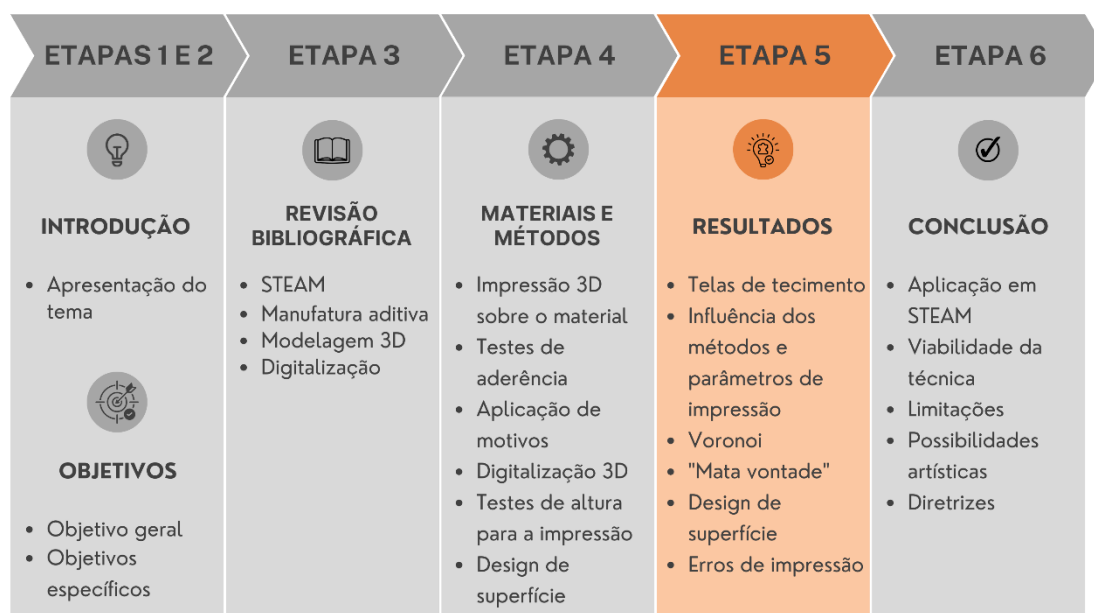 ETAPAS 1 E 2
INTRODUÇÃO
• Apresentação do
tema
OBJETIVOS
• Objetivo geral
• Objetivos
específicos
ETAPA 3
REVISÃO
BIBLIOGRÁFICA
• STEAM
• Manufatura aditiva
• Modelagem 3D
• Digitalização
ETAPA 4
MATERIAIS E
MÉTODOS
• Impressão 3D
sobre o material
• Testes de
aderência
• Aplicação de
motivos
• Digitalização 3D
• Testes de altura
para a impressão
• Design de
superfície
ETAPA 5
RESULTADOS
• Telas de tecimento
• Influência dos
métodos e
parâmetros de
impressão
• Voronoi
• "Mata vontade"
• Design de
superfície
• Erros de impressão
ETAPA 6
CONCLUSÃO
• Aplicação em
STEAM
• Viabilidade da
técnica
• Limitações
• Possibilidades
artísticas
• Diretrizes